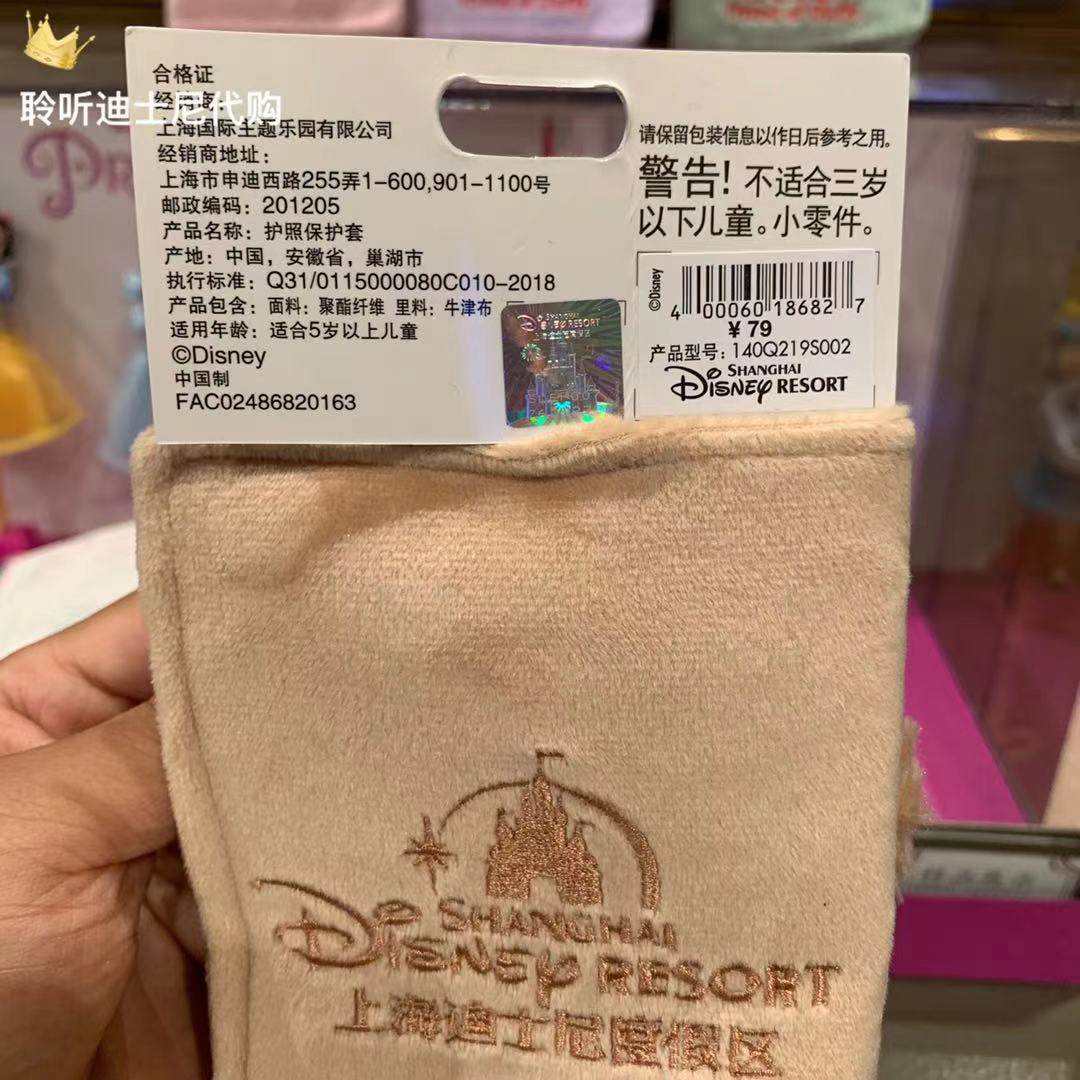 合格证
经销商:
聆听迪士尼代购
上海国际主题乐园有限公司
经销商地址:
上海市申迪西路255弄1-600,901-1100号
邮政编码: 201205
产品名称: 护照保护套
产地: 中国, 安徽省, 巢湖市
执行标准: Q31/0115000080C010-2018
产品包含: 面料: 聚酯纤维 里料: 牛津布
适用年龄: 适合5岁以上儿童
©Disney
中国制
FAC02486820163
SHANGHAI
DISNEY RESORT
请保留包装信息以作日后参考之用。
警告! 不适合三岁
以下儿童。小零件。
©Disney
4 00060 18682 7
¥ 79
产品型号: 140Q219S002
SHANGHAI
DISNEY RESORT
SHANGHAI
DISNEY RESORT
上海迪士尼度假区